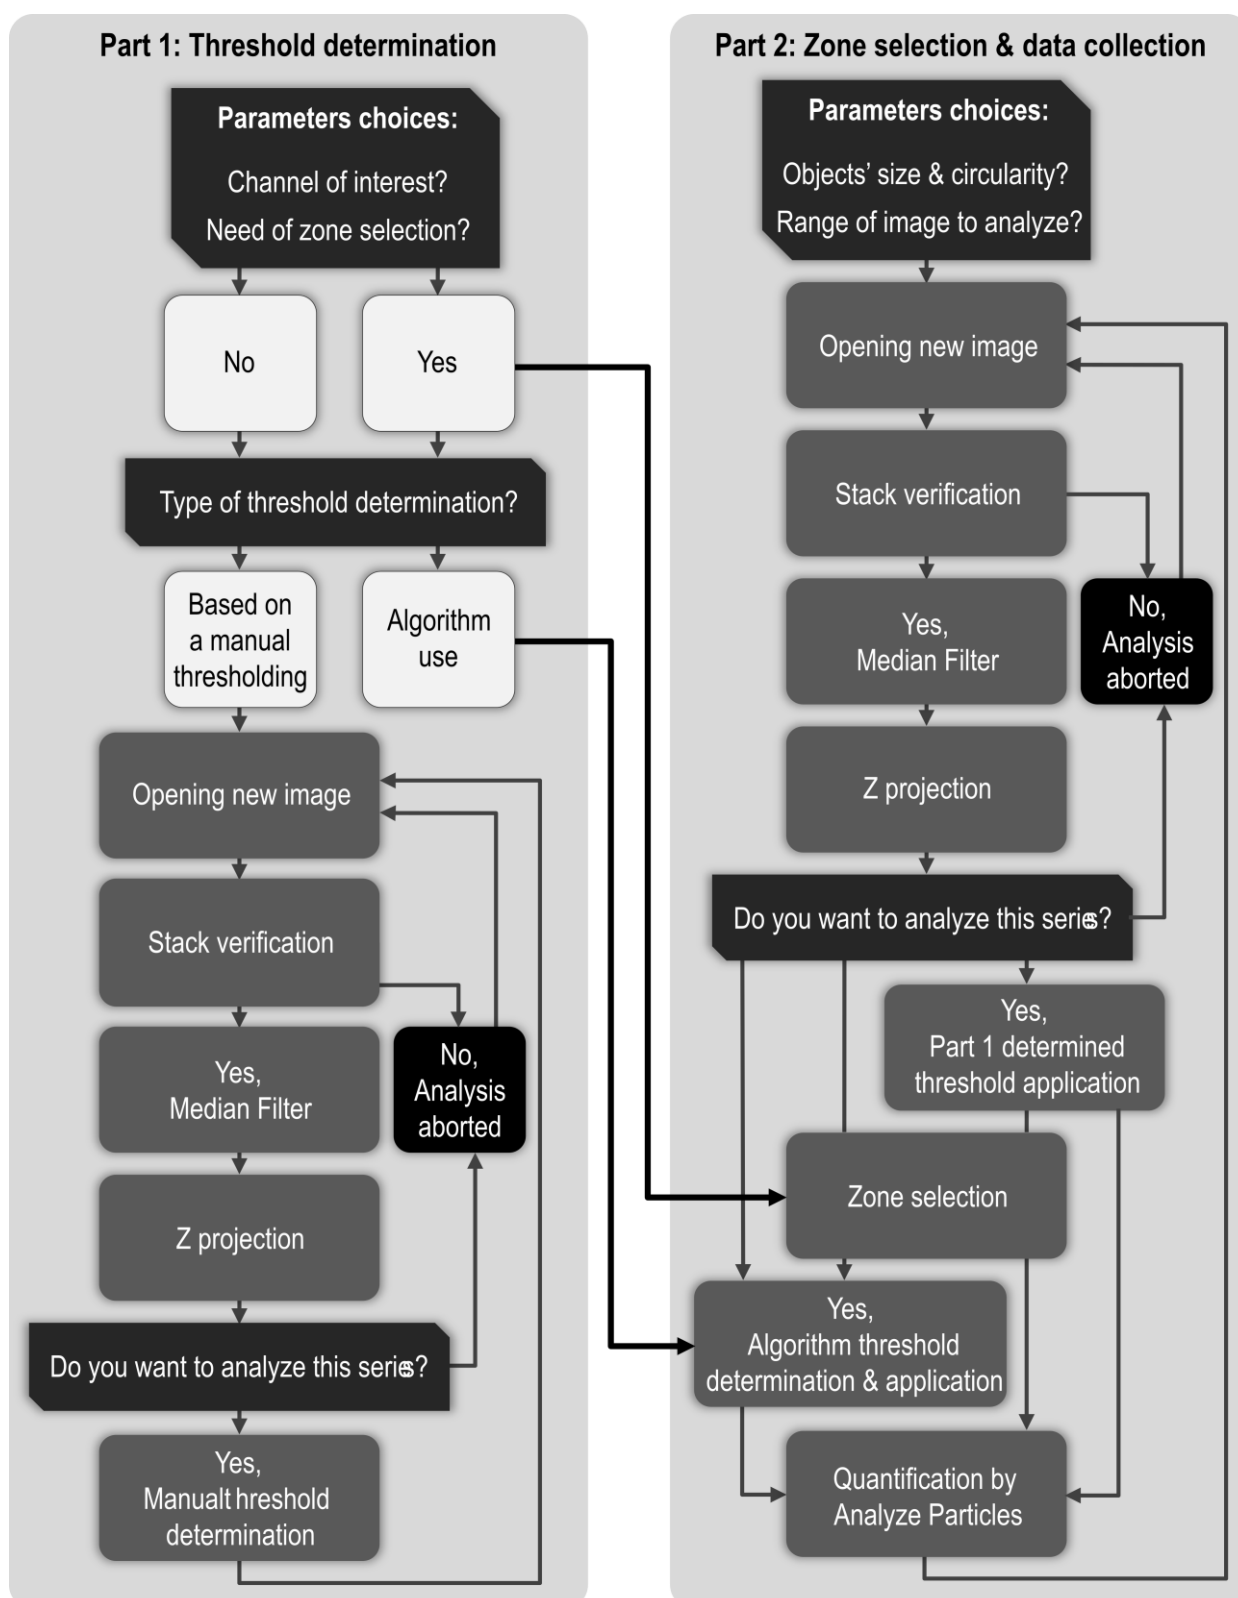 Part 1: Threshold determination
Parameters choices:
Channel of interest?
Need of zone selection?
No
Yes
Type of threshold determination?
Based on
a manual
thresholding
Algorithm
use
Opening new image
Stack verification
Yes,
Median Filter
No,
Analysis
aborted
Z projection
Do you want to analyze this series?
Yes,
Manualt hreshold
determination
Part 2: Zone selection & data collection
Parameters choices:
Objects' size & circularity?
Range of image to analyze?
Opening new image
Stack verification
Yes,
Median Filter
No,
Analysis
aborted
Z projection
Do you want to analyze this series?
Yes,
Part 1 determined
threshold application
Zone selection
Yes,
Algorithm threshold
determination & application
Quantification by
Analyze Particles